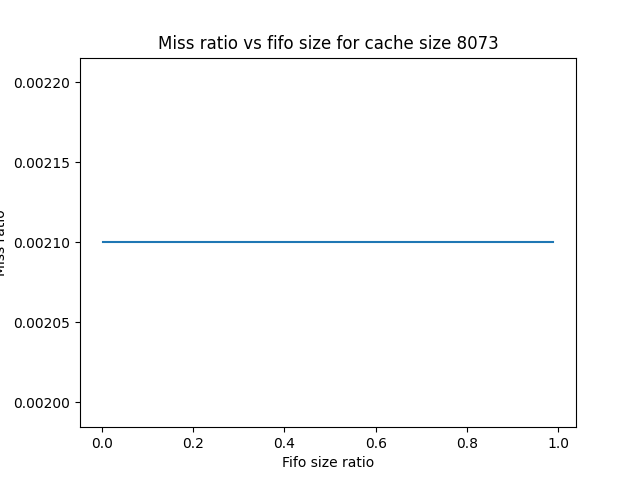 Miss ratio vs fifo size for cache size 8073
0.00220
0.00215
0.00210
0.00205
0.00200
Miss ratio
0.0 0.2 0.4 0.6 0.8 1.0
Fifo size ratio